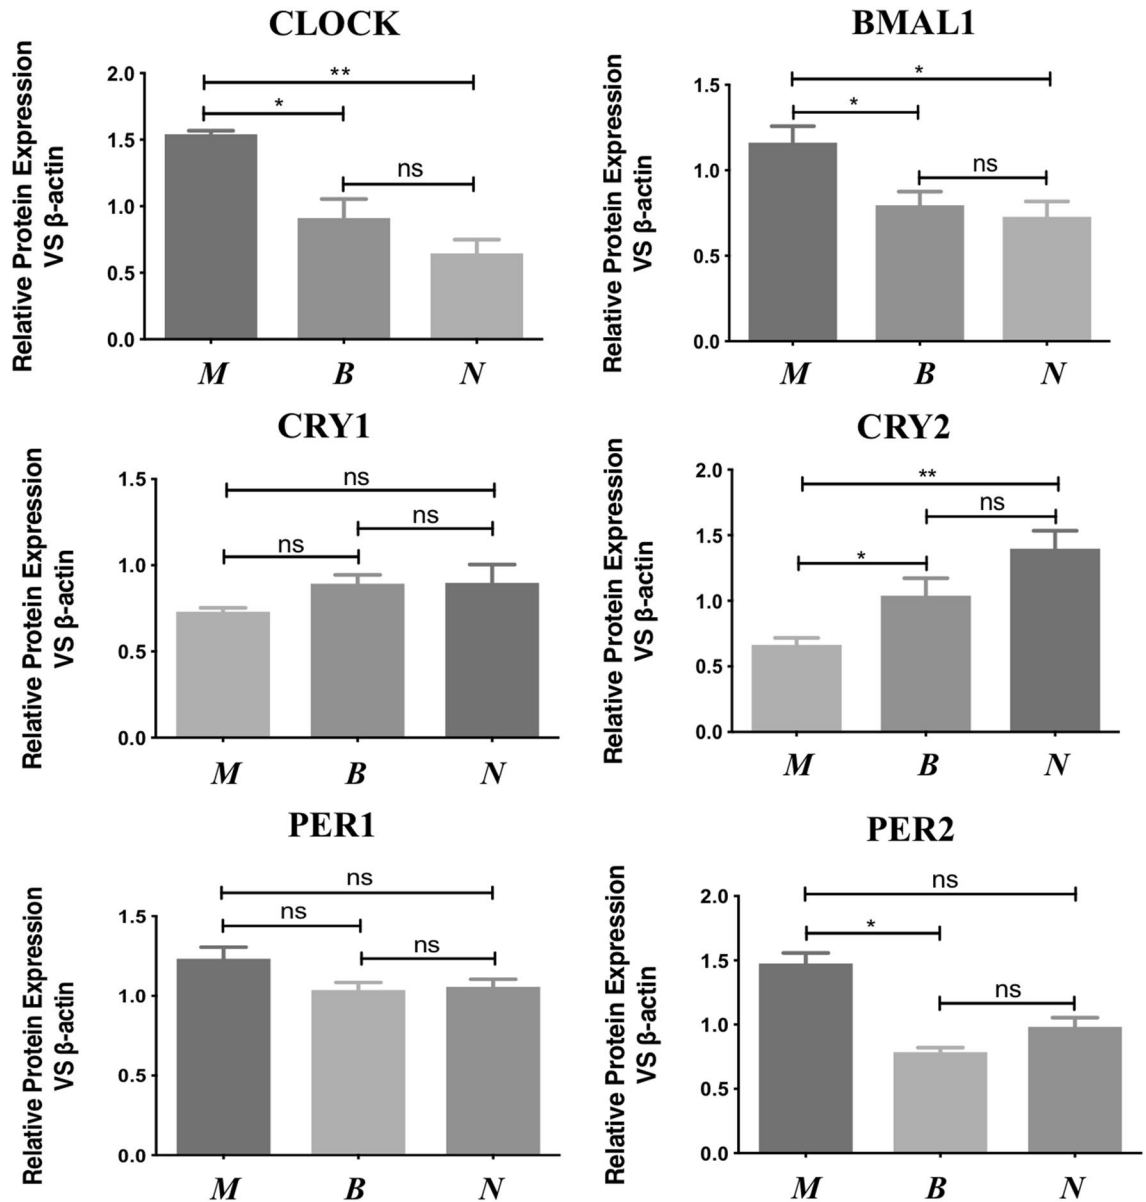 CLOCK
Relative Protein Expression
VS β-actin
2.0
1.5
1.0
0.5
0.0
**
*
ns
M B N
BMAL1
Relative Protein Expression
VS β-actin
1.5
1.0
0.5
0.0
*
*
ns
M B N
CRY1
Relative Protein Expression
VS β-actin
1.5
1.0
0.5
0.0
ns
ns
ns
M B N
CRY2
Relative Protein Expression
VS β-actin
2.0
1.5
1.0
0.5
0.0
**
ns
*
M B N
PER1
Relative Protein Expression
VS β-actin
1.5
1.0
0.5
0.0
ns
ns
ns
M B N
PER2
Relative Protein Expression
VS β-actin
2.0
1.5
1.0
0.5
0.0
ns
*
ns
M B N